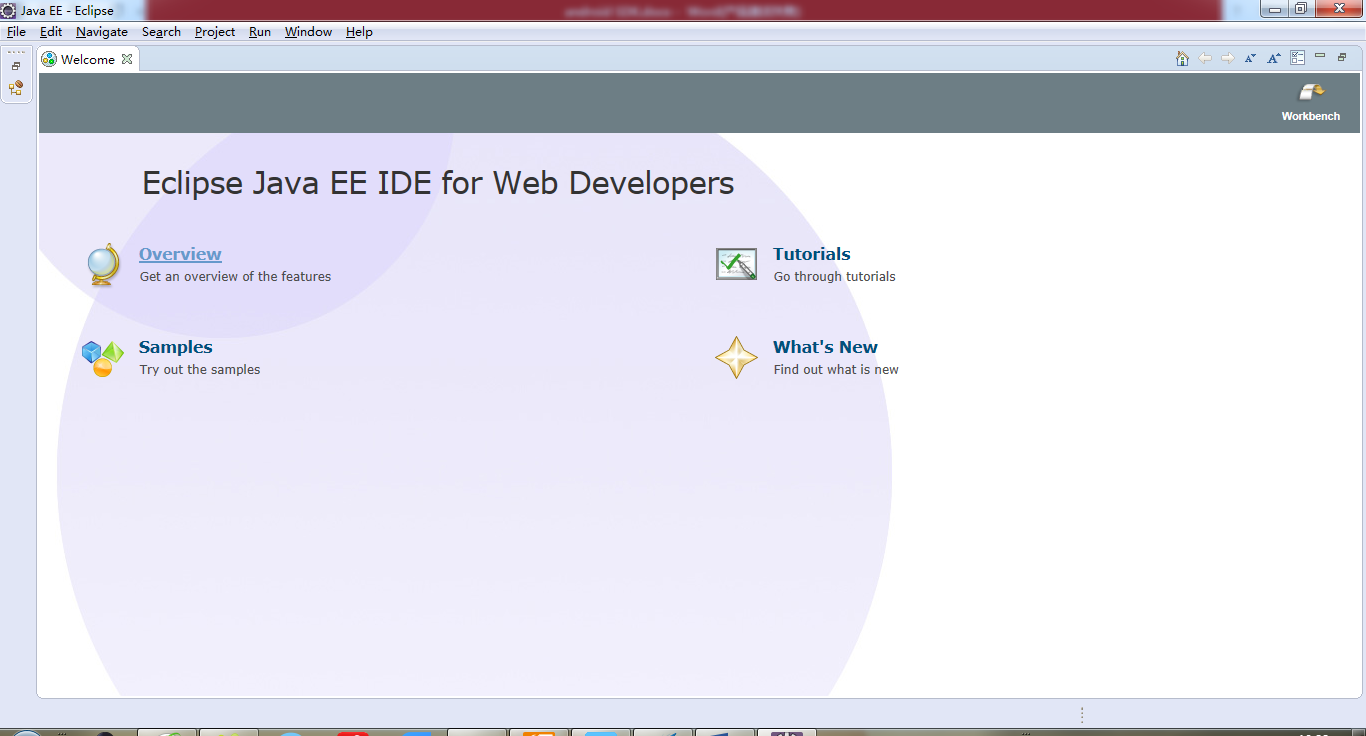 Java EE - Eclipse
File Edit Navigate Search Project Run Window Help
Welcome
Workbench
Eclipse Java EE IDE for Web Developers
Overview
Get an overview of the features
Tutorials
Go through tutorials
Samples
Try out the samples
What's New
Find out what is new